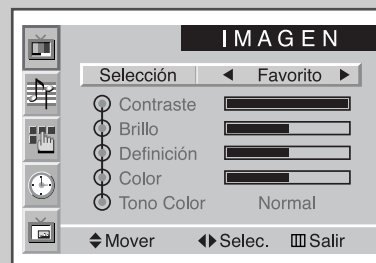 IMAGEN
Selección ◀ Favorito ▶
Contraste
Brillo
Definición
Color
Tono Color Normal
Mover Selec. Salir